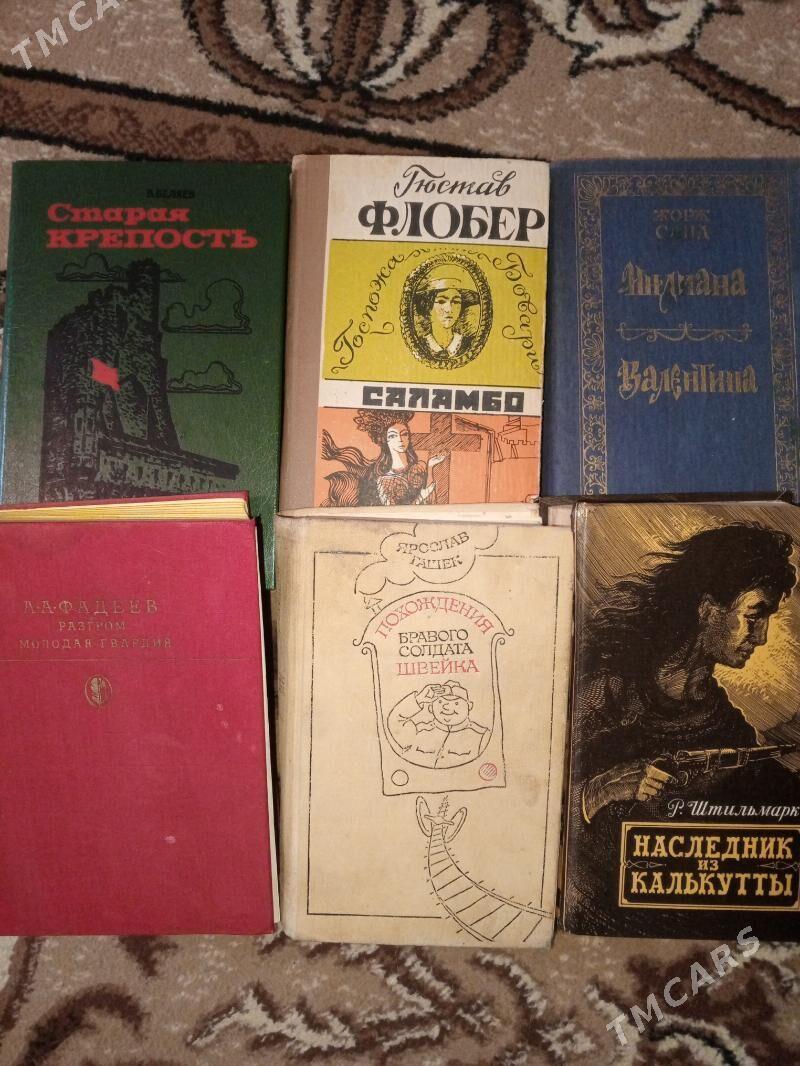 TMCARS
В. БЕЛЯЕВ
Старая
КРЕПОСТЬ
Гюстав
ФЛОБЕР
Госпожа Бовари
САЛАМБО
ЖОРЖ
САНД
Индиана
Валентина
А·А·ФАДЕЕВ
РАЗГРОМ
МОЛОДАЯ ГВАРДИЯ
ЯРОСЛАВ
ГАШЕК
ПОХОЖДЕНИЯ
БРАВОГО
СОЛДАТА
ШВЕЙКА
Р. Штильмарк
НАСЛЕДНИК
ИЗ
КАЛЬКУТТЫ
TMCARS